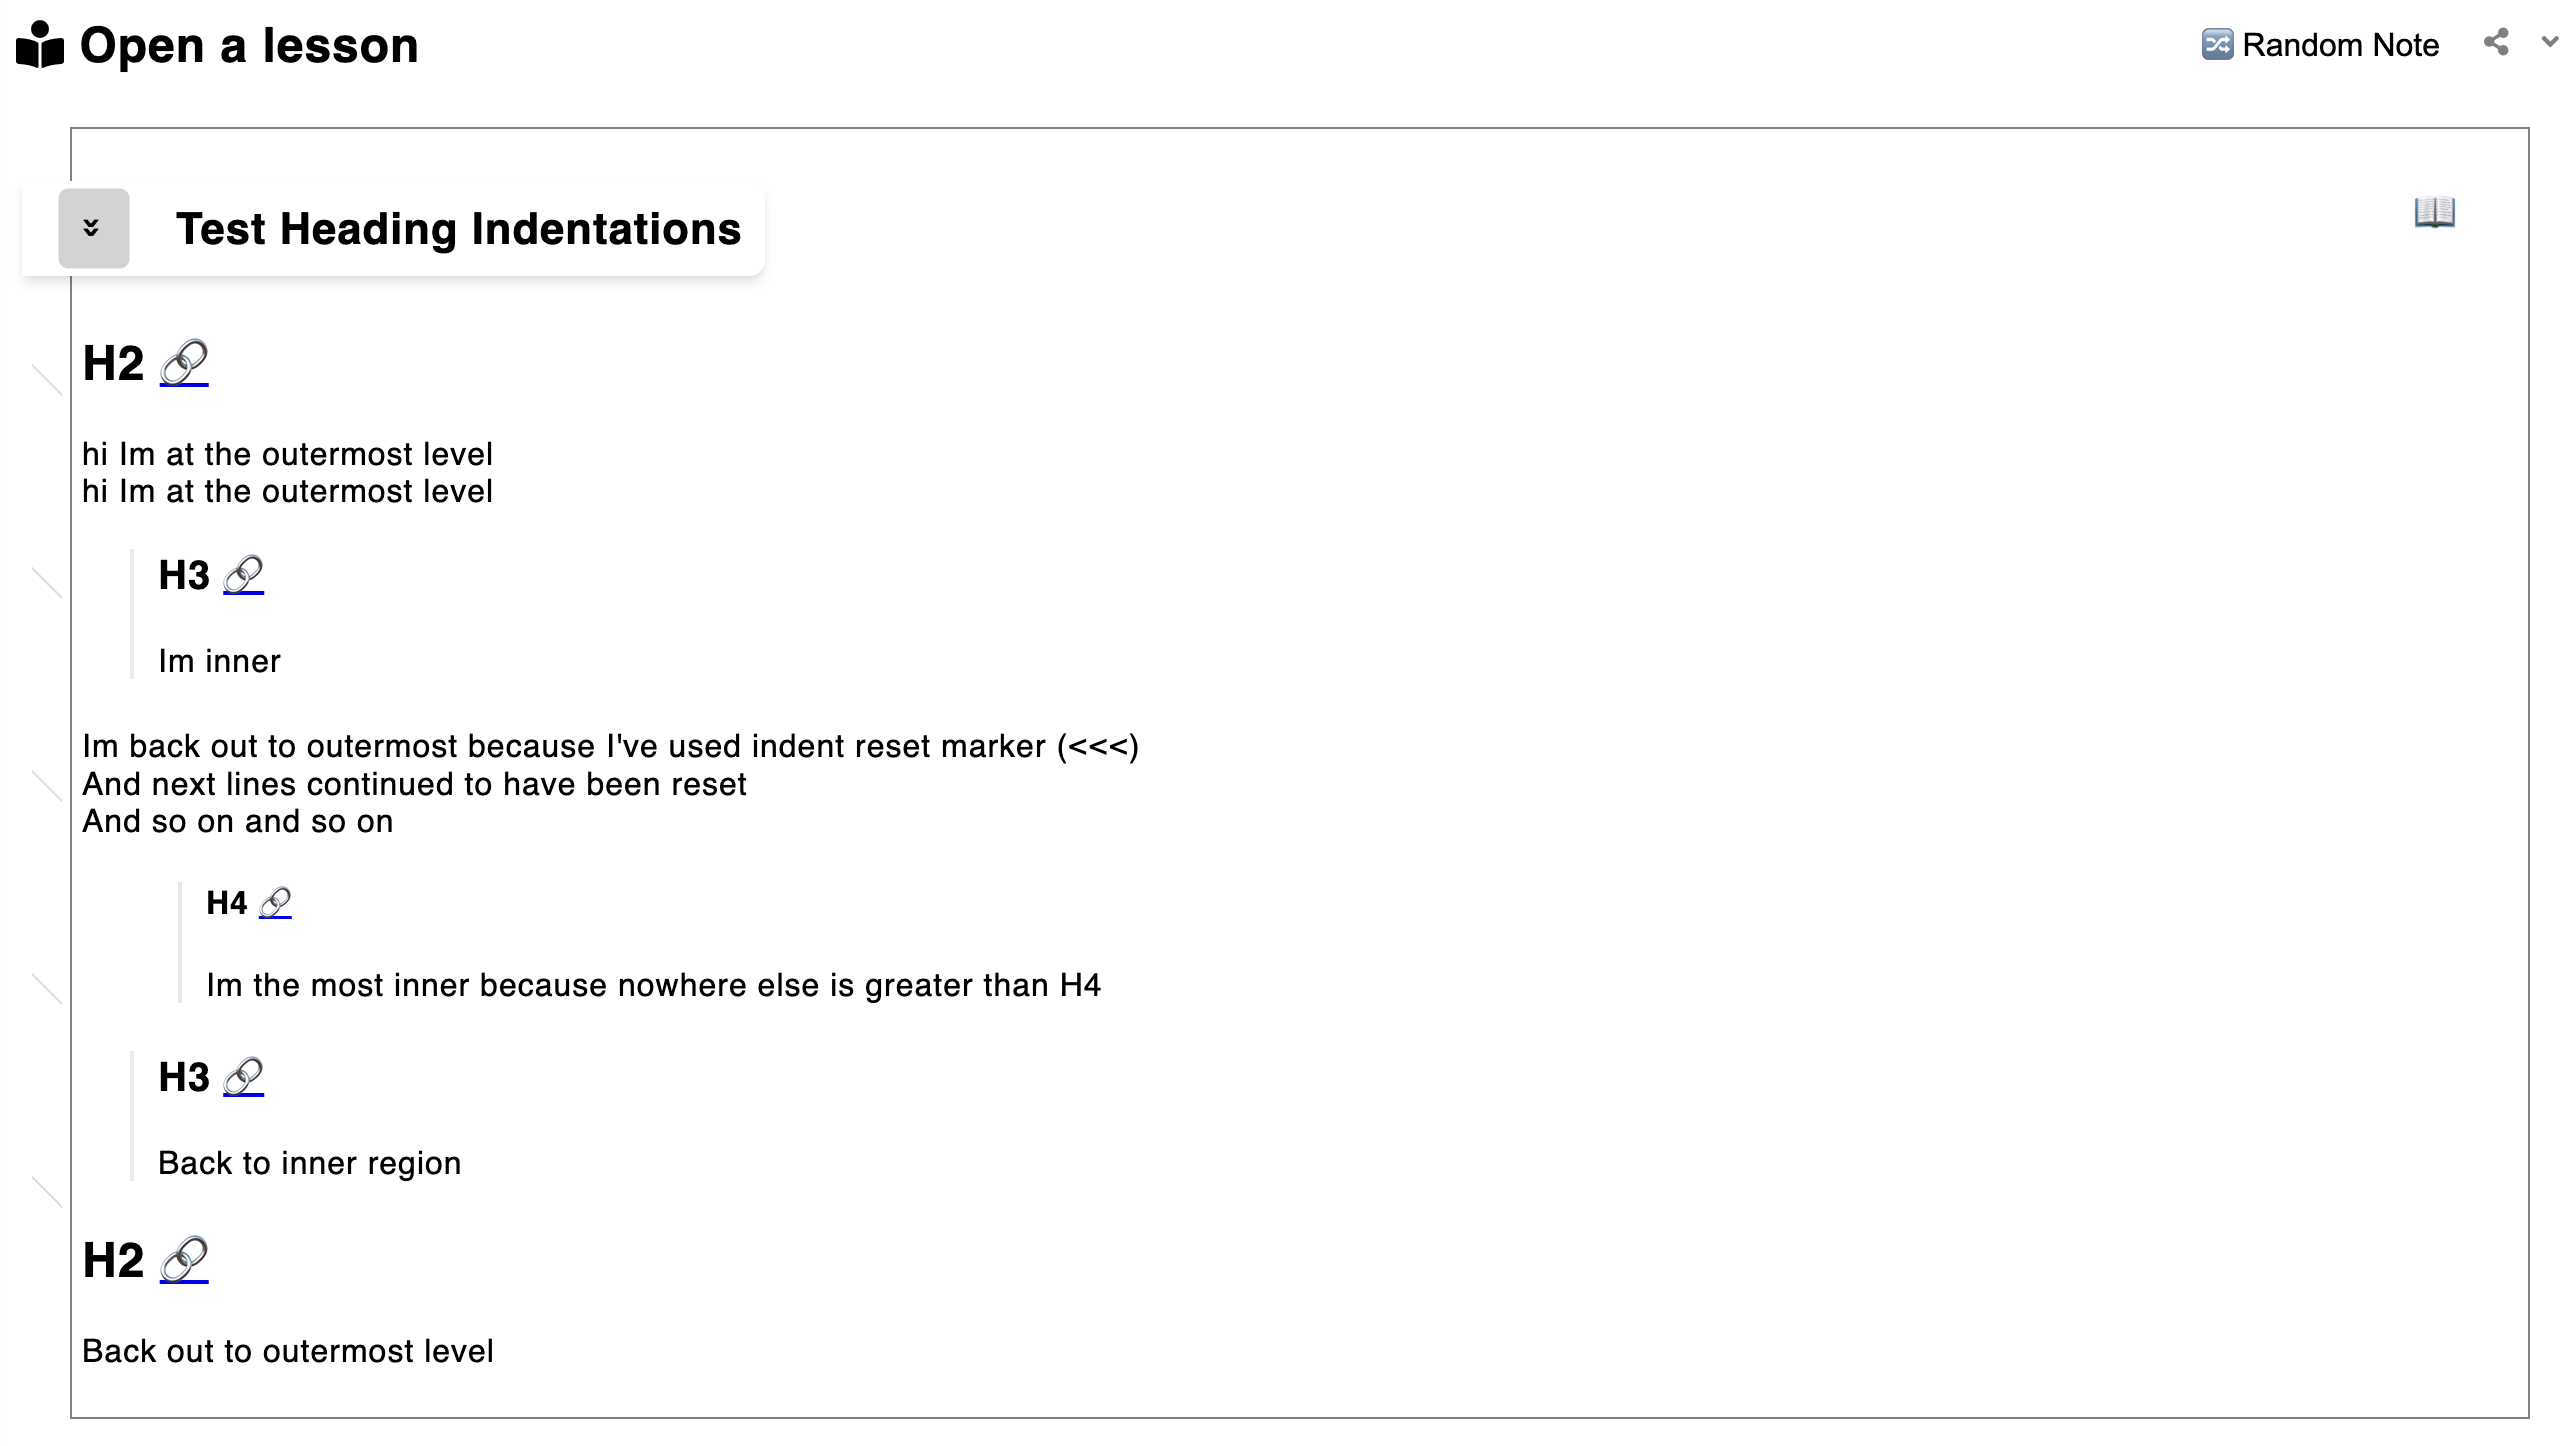 Open a lesson
Random Note
Test Heading Indentations
H2
hi Im at the outermost level
hi Im at the outermost level
H3
Im inner
Im back out to outermost because I've used indent reset marker (<<<)
And next lines continued to have been reset
And so on and so on
H4
Im the most inner because nowhere else is greater than H4
H3
Back to inner region
H2
Back out to outermost level